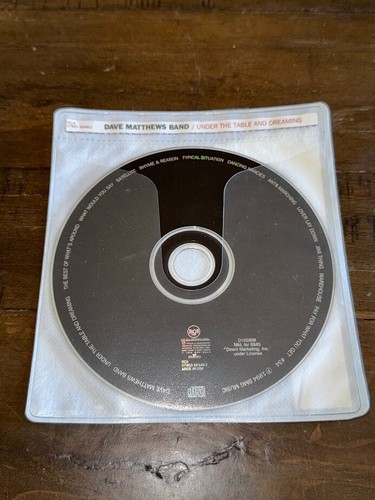 DAVE MATTHEWS BAND / UNDER THE TABLE AND DREAMING
DAVE MATTHEWS BAND UNDER THE TABLE AND DREAMING THE BEST OF WHAT'S AROUND WHAT WOULD YOU SAY SATELLITE RHYME & REASON TYPICAL SITUATION DANCING NANCIES ANTS MARCHING LOVER LAY DOWN JIMI THING WAREHOUSE PAY FOR WHAT YOU GET #34 ℗ 1994 BMG MUSIC
RCA
Mfd. for BMG
Direct Marketing, Inc.
under License.